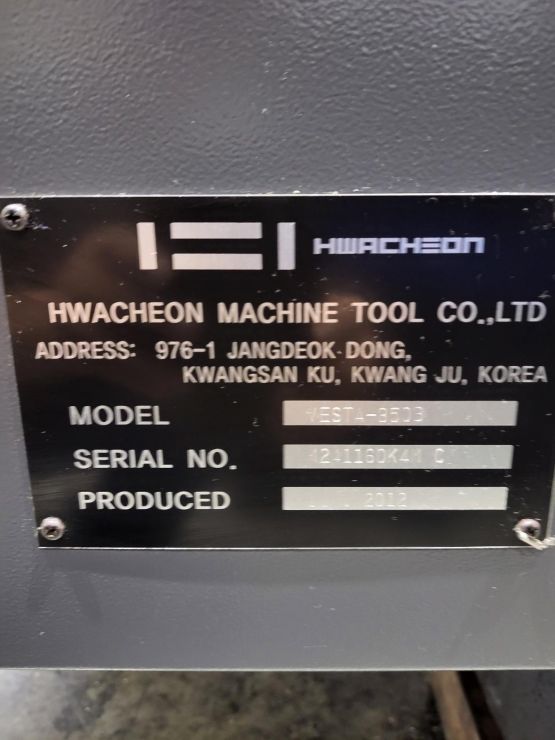 HWACHEON
HWACHEON MACHINE TOOL CO.,LTD
ADDRESS: 976-1 JANGDEOK-DONG,
KWANGSAN KU, KWANG JU, KOREA
MODEL
SERIAL NO.
PRODUCED 2012